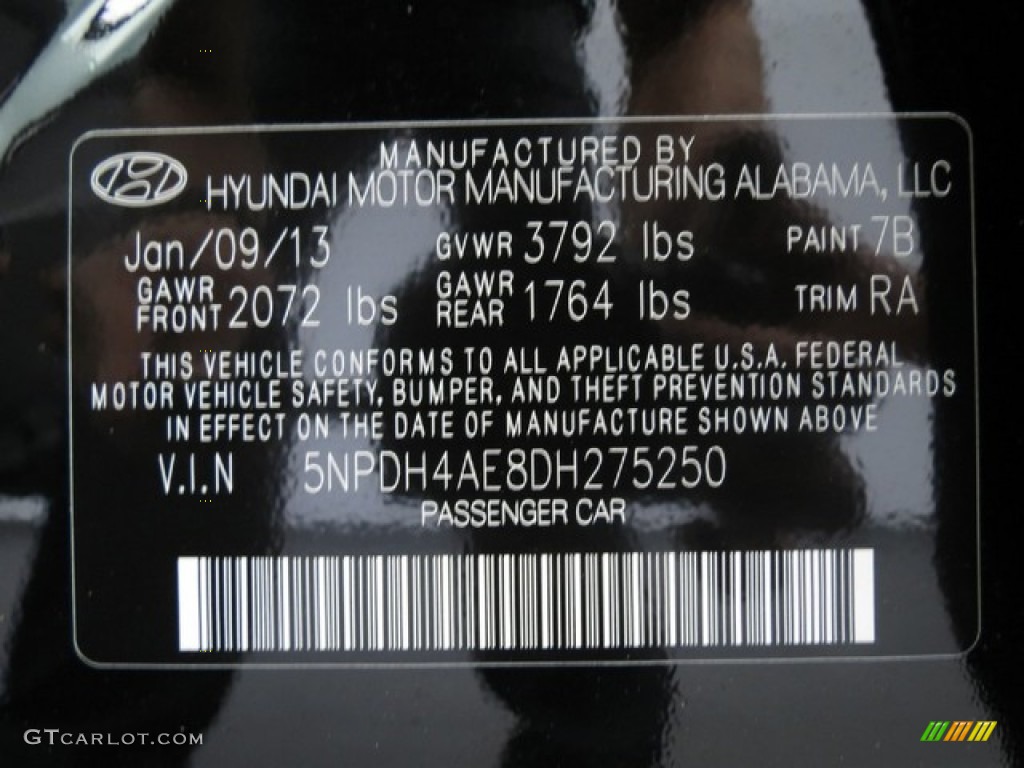 MANUFACTURED BY
HYUNDAI MOTOR MANUFACTURING ALABAMA, LLC
Jan/09/13 GVWR 3792 lbs PAINT 7B
GAWR FRONT 2072 lbs GAWR REAR 1764 lbs TRIM RA
THIS VEHICLE CONFORMS TO ALL APPLICABLE U.S.A. FEDERAL
MOTOR VEHICLE SAFETY, BUMPER, AND THEFT PREVENTION STANDARDS
IN EFFECT ON THE DATE OF MANUFACTURE SHOWN ABOVE
V.I.N 5NPDH4AE8DH275250
PASSENGER CAR
GTCARLOT.COM